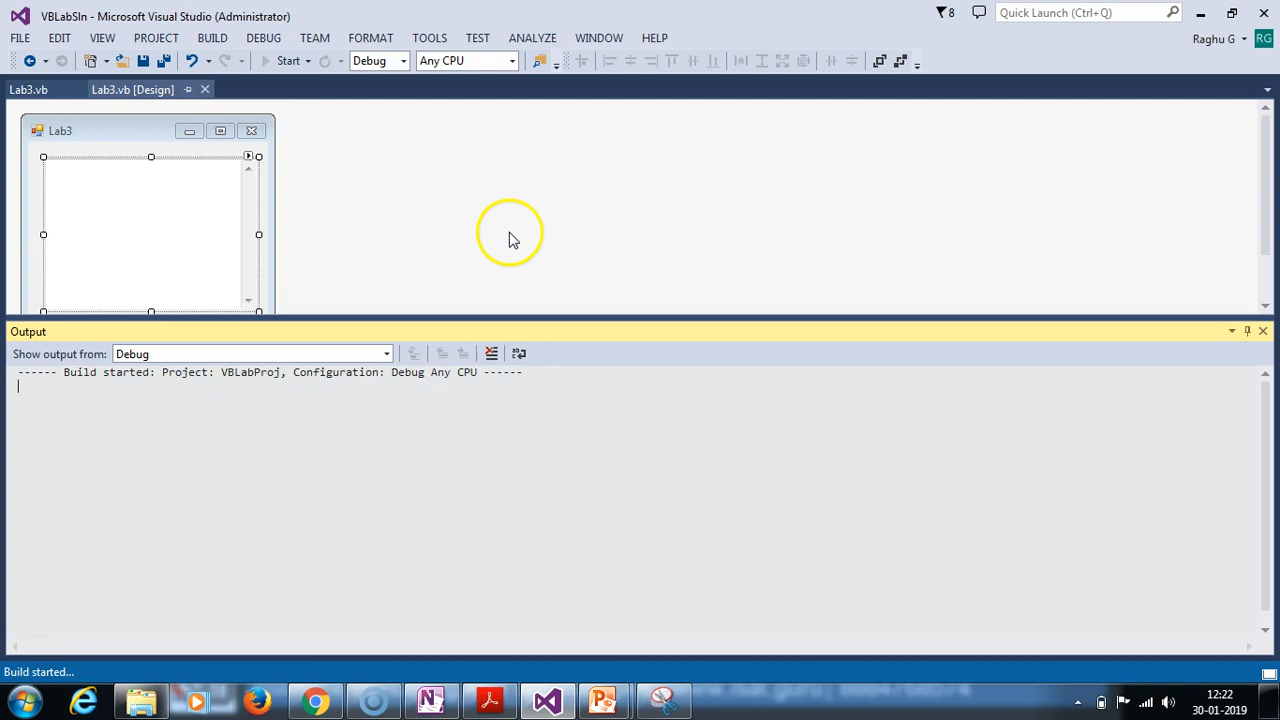 VBLabSln - Microsoft Visual Studio (Administrator)
8
Quick Launch (Ctrl+Q)
FILE EDIT VIEW PROJECT BUILD DEBUG TEAM FORMAT TOOLS TEST ANALYZE WINDOW HELP
Raghu G
RG
Start
Debug
Any CPU
Lab3.vb
Lab3.vb [Design]
Lab3
Output
Show output from:
Debug
------ Build started: Project: VBLabProj, Configuration: Debug Any CPU ------
Build started...
12:22
30-01-2019